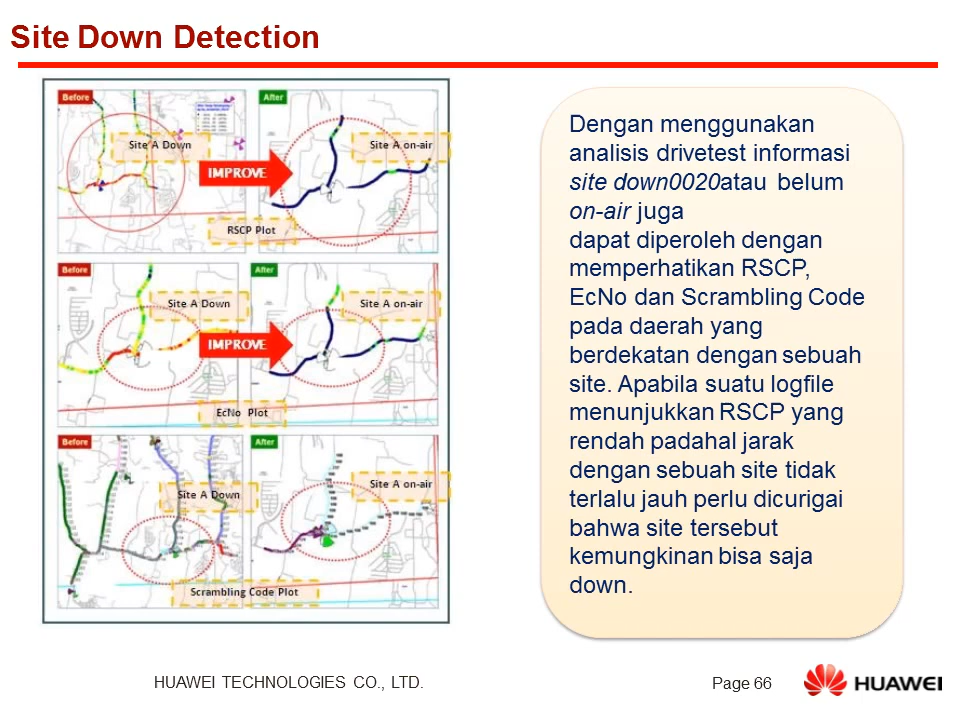 Site Down Detection
Before
After
Site A Down
Site A on-air
IMPROVE
RSCP Plot
Before
After
Site A Down
Site A on-air
IMPROVE
EcNo Plot
Before
After
Site A Down
Site A on-air
Scrambling Code Plot
Dengan menggunakan
analisis drivetest informasi
site down0020atau belum
on-air juga
dapat diperoleh dengan
memperhatikan RSCP,
EcNo dan Scrambling Code
pada daerah yang
berdekatan dengan sebuah
site. Apabila suatu logfile
menunjukkan RSCP yang
rendah padahal jarak
dengan sebuah site tidak
terlalu jauh perlu dicurigai
bahwa site tersebut
kemungkinan bisa saja
down.
HUAWEI TECHNOLOGIES CO., LTD.
Page 66
HUAWEI